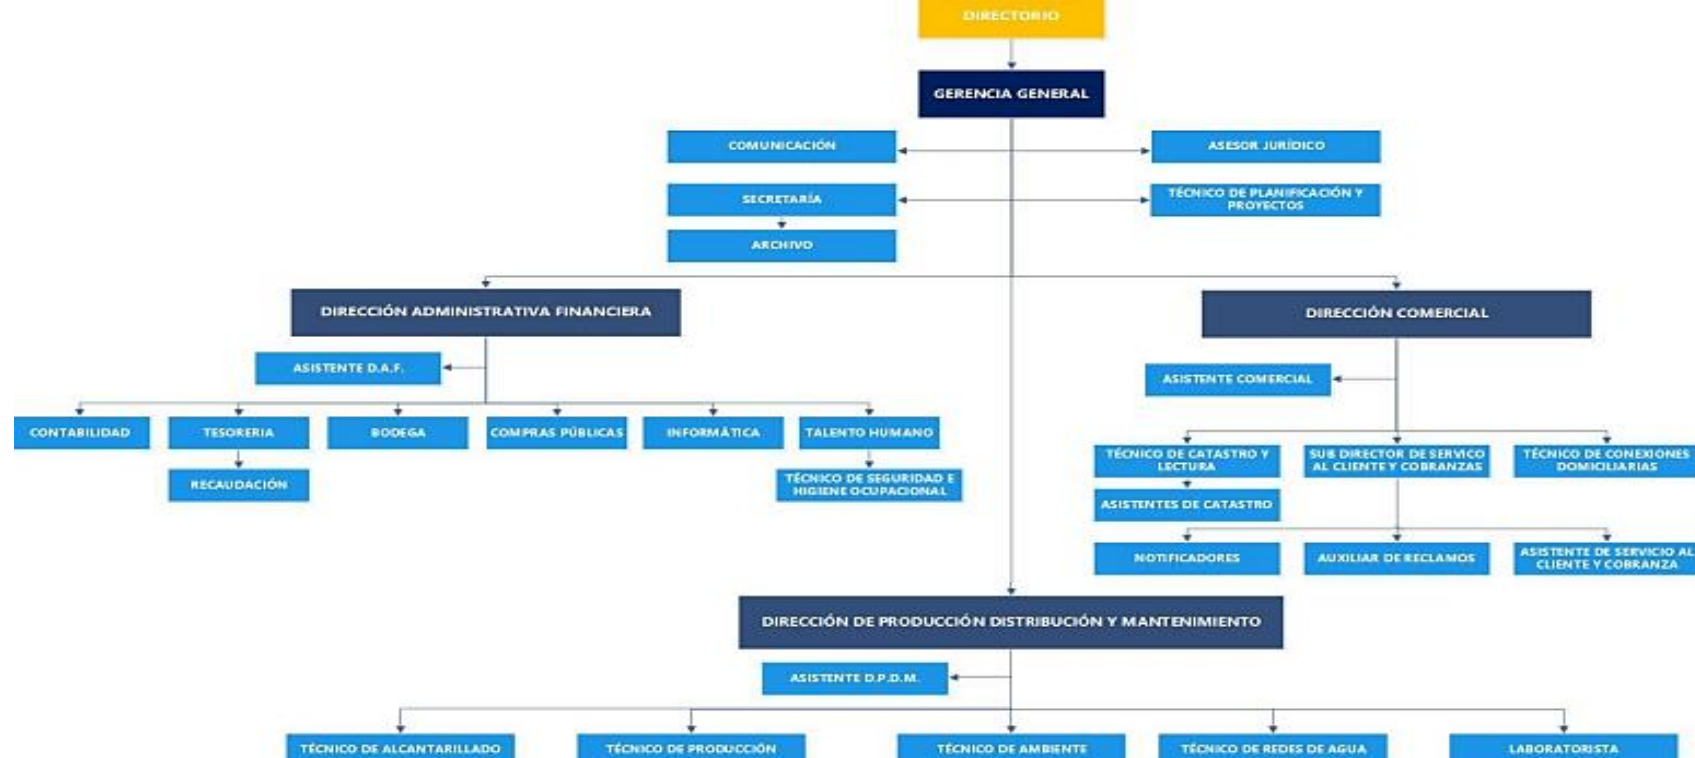 DIRECTORIO
GERENCIA GENERAL
COMUNICACIÓN
ASESOR JURÍDICO
SECRETARÍA
TÉCNICO DE PLANIFICACIÓN Y
PROYECTOS
ARCHIVO
DIRECCIÓN ADMINISTRATIVA FINANCIERA
DIRECCIÓN COMERCIAL
ASISTENTE D.A.F.
ASISTENTE COMERCIAL
CONTABILIDAD
TESORERIA
BODEGA
COMPRAS PÚBLICAS
INFORMÁTICA
TALENTO HUMANO
RECAUDACIÓN
TÉCNICO DE SEGURIDAD E
HIGIENE OCUPACIONAL
TÉCNICO DE CATASTRO Y
LECTURA
SUB DIRECTOR DE SERVICO
AL CLIENTE Y COBRANZAS
TÉCNICO DE CONEXIONES
DOMICILIARIAS
ASISTENTES DE CATASTRO
NOTIFICADORES
AUXILIAR DE RECLAMOS
ASISTENTE DE SERVICIO AL
CLIENTE Y COBRANZA
DIRECCIÓN DE PRODUCCIÓN DISTRIBUCIÓN Y MANTENIMIENTO
ASISTENTE D.P.D.M.
TÉCNICO DE ALCANTARILLADO
TÉCNICO DE PRODUCCIÓN
TÉCNICO DE AMBIENTE
TÉCNICO DE REDES DE AGUA
LABORATORISTA